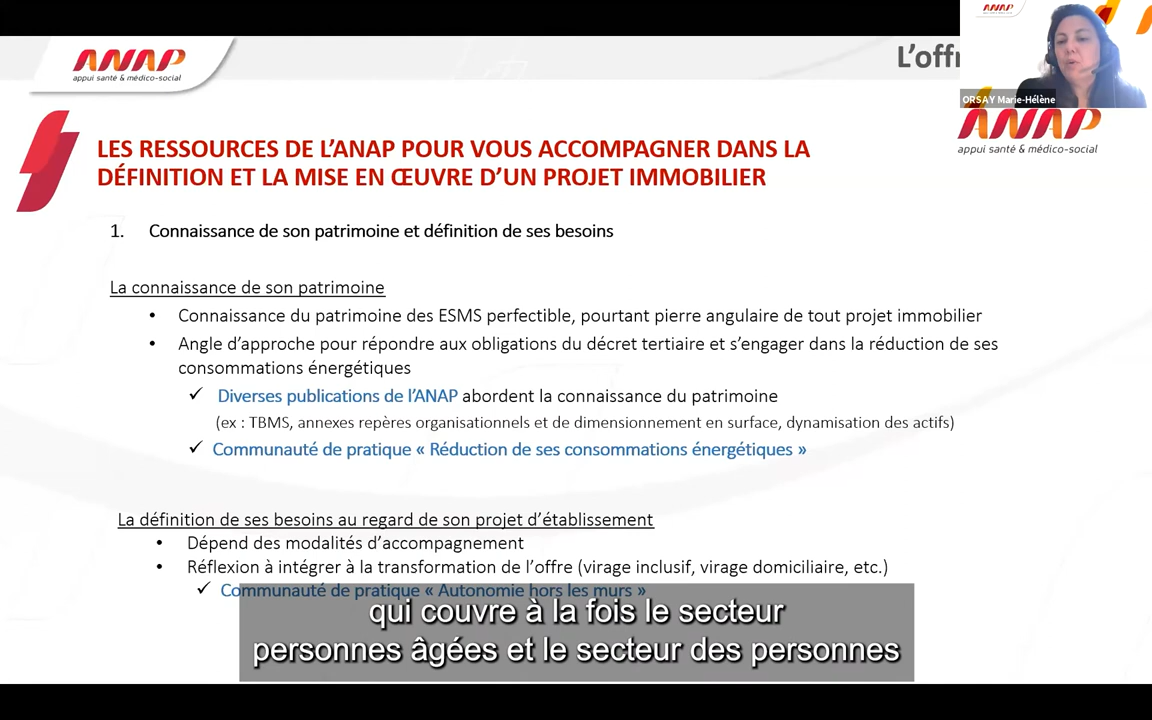 ANAP
appui santé & médico-social
L'offr
ANAP
ORSAY Marie-Hélène
ANAP
appui santé & médico-social
LES RESSOURCES DE L'ANAP POUR VOUS ACCOMPAGNER DANS LA
DÉFINITION ET LA MISE EN ŒUVRE D'UN PROJET IMMOBILIER
1. Connaissance de son patrimoine et définition de ses besoins
La connaissance de son patrimoine
• Connaissance du patrimoine des ESMS perfectible, pourtant pierre angulaire de tout projet immobilier
• Angle d'approche pour répondre aux obligations du décret tertiaire et s'engager dans la réduction de ses
consommations énergétiques
✓ Diverses publications de l'ANAP abordent la connaissance du patrimoine
(ex : TBMS, annexes repères organisationnels et de dimensionnement en surface, dynamisation des actifs)
✓ Communauté de pratique « Réduction de ses consommations énergétiques »
La définition de ses besoins au regard de son projet d'établissement
• Dépend des modalités d'accompagnement
• Réflexion à intégrer à la transformation de l'offre (virage inclusif, virage domiciliaire, etc.)
✓ Communauté de pratique « Autonomie hors les murs »
qui couvre à la fois le secteur
personnes âgées et le secteur des personnes